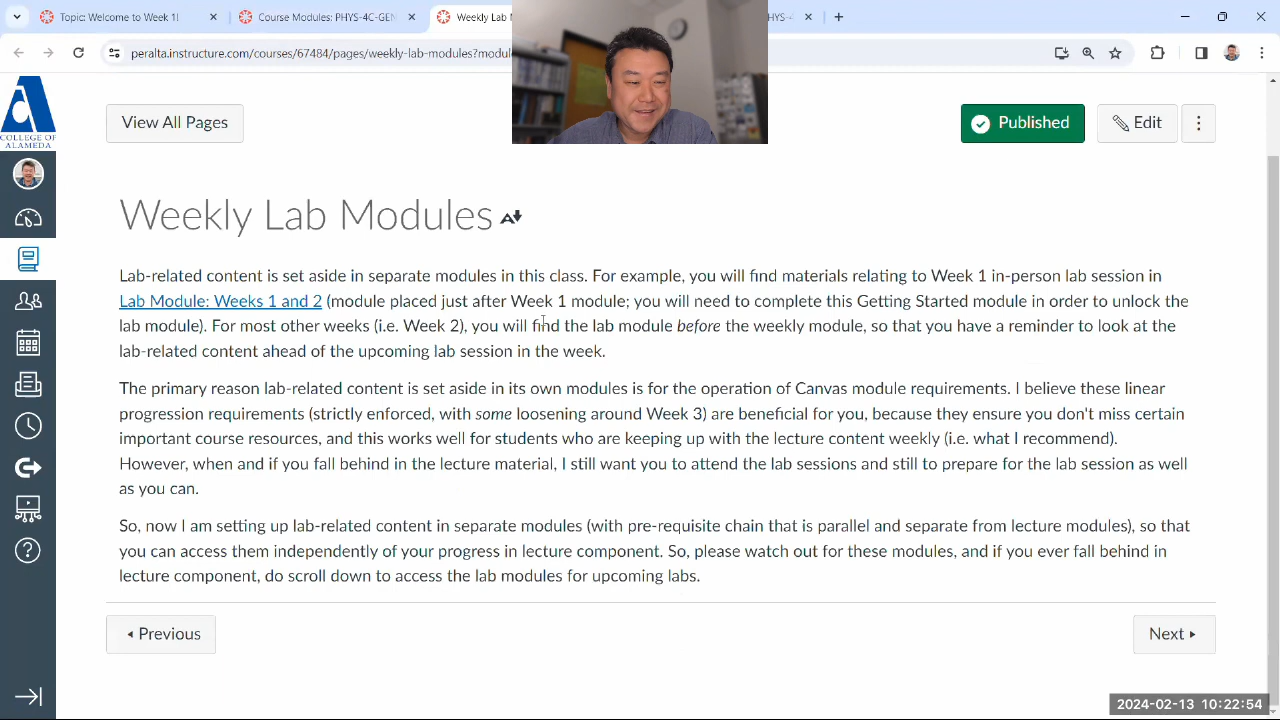 Topic 6 and 7 to W
Course Modules: PHYS-4C-GEN
Weekly Lab
HYS-
peralta.instructure.com/courses/67484/pages/weekly-lab-modules?modul
COLLEGE OF
ALAMEDA
View All Pages
Published
Edit
Weekly Lab Modules
Lab-related content is set aside in separate modules in this class. For example, you will find materials relating to Week 1 in-person lab session in
Lab Module: Weeks 1 and 2 (module placed just after Week 1 module; you will need to complete this Getting Started module in order to unlock the
lab module). For most other weeks (i.e. Week 2), you will find the lab module before the weekly module, so that you have a reminder to look at the
lab-related content ahead of the upcoming lab session in the week.
The primary reason lab-related content is set aside in its own modules is for the operation of Canvas module requirements. I believe these linear
progression requirements (strictly enforced, with some loosening around Week 3) are beneficial for you, because they ensure you don't miss certain
important course resources, and this works well for students who are keeping up with the lecture content weekly (i.e. what I recommend).
However, when and if you fall behind in the lecture material, I still want you to attend the lab sessions and still to prepare for the lab session as well
as you can.
So, now I am setting up lab-related content in separate modules (with pre-requisite chain that is parallel and separate from lecture modules), so that
you can access them independently of your progress in lecture component. So, please watch out for these modules, and if you ever fall behind in
lecture component, do scroll down to access the lab modules for upcoming labs.
Previous
Next
2024-02-13 10:22:54